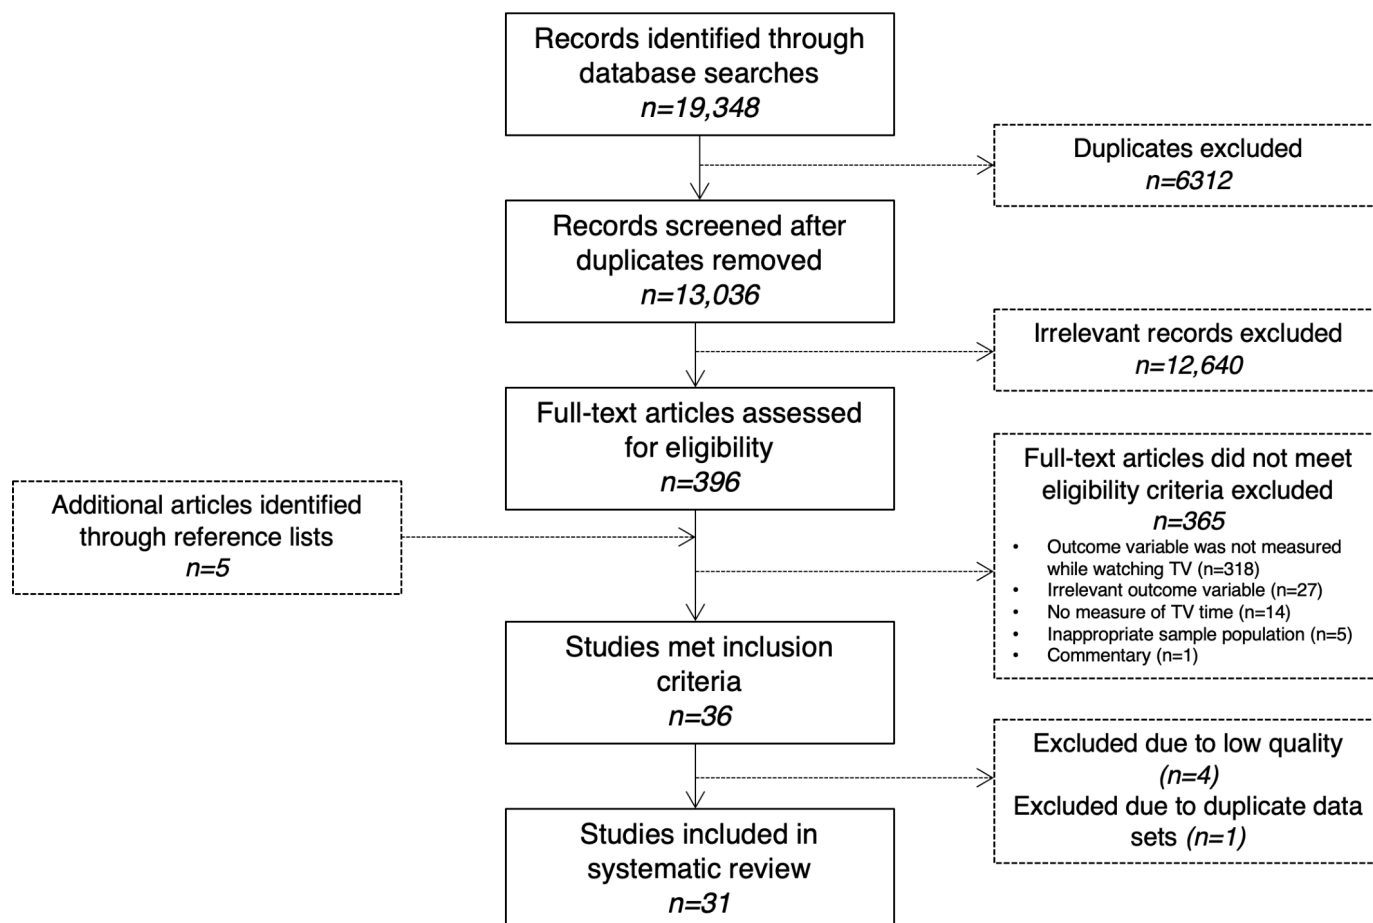 Records identified through
database searches
n=19,348
Duplicates excluded
n=6312
Records screened after
duplicates removed
n=13,036
Irrelevant records excluded
n=12,640
Full-text articles assessed
for eligibility
n=396
Additional articles identified
through reference lists
n=5
Full-text articles did not meet
eligibility criteria excluded
n=365
• Outcome variable was not measured
while watching TV (n=318)
• Irrelevant outcome variable (n=27)
• No measure of TV time (n=14)
• Inappropriate sample population (n=5)
• Commentary (n=1)
Studies met inclusion
criteria
n=36
Excluded due to low quality
(n=4)
Excluded due to duplicate data
sets (n=1)
Studies included in
systematic review
n=31